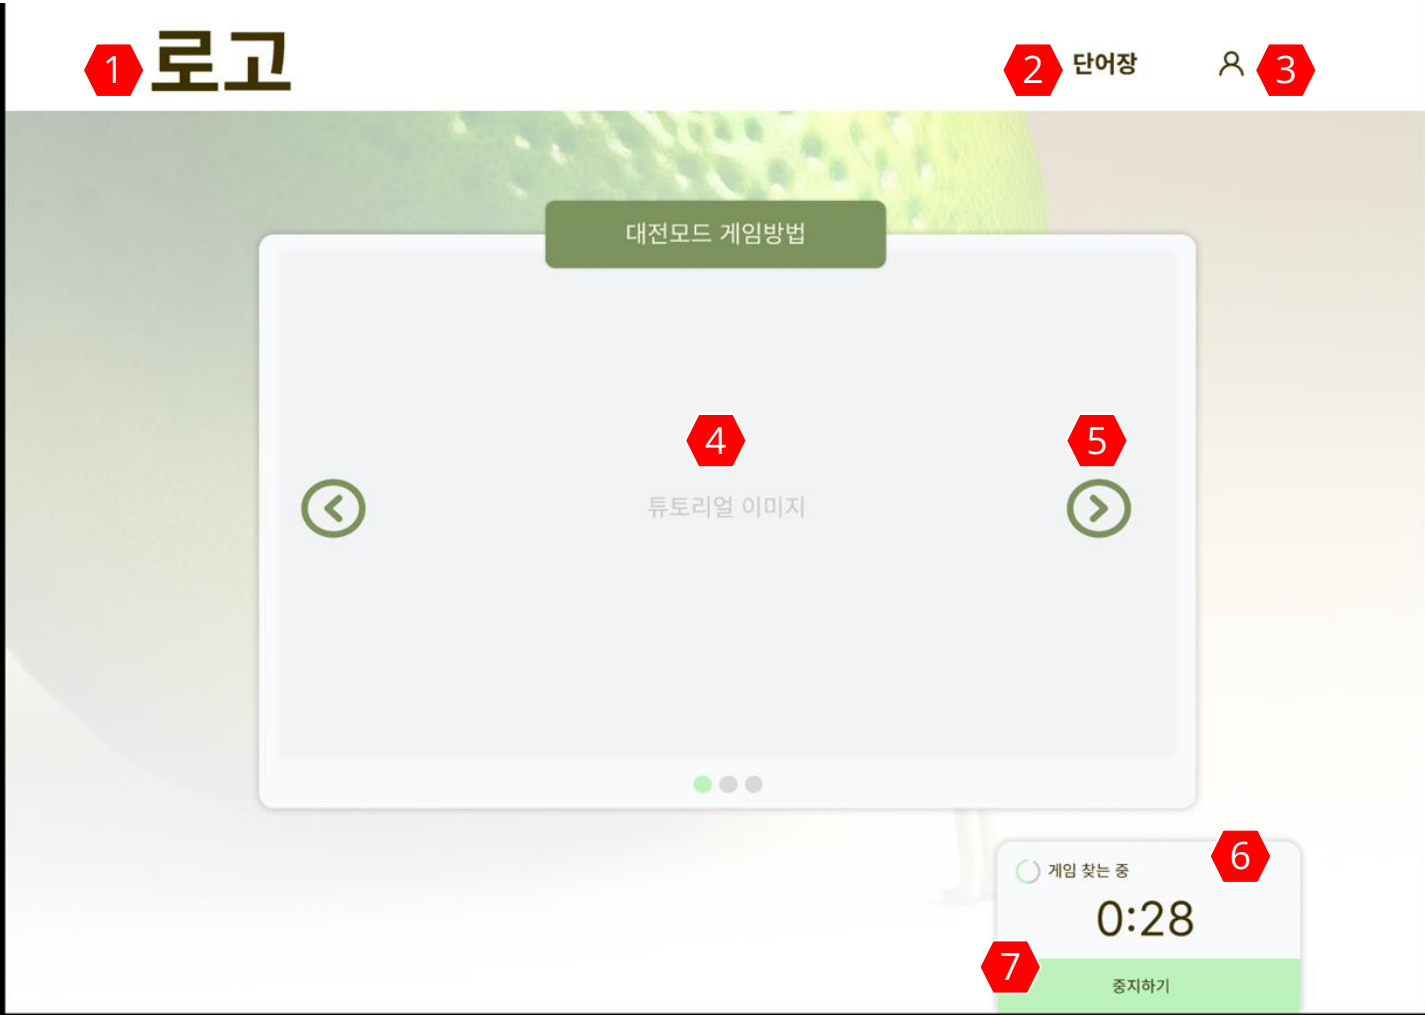 1 로고
2 단어장 3
대전모드 게임방법
4
5
튜토리얼 이미지
6
게임 찾는 중
0:28
7
중지하기